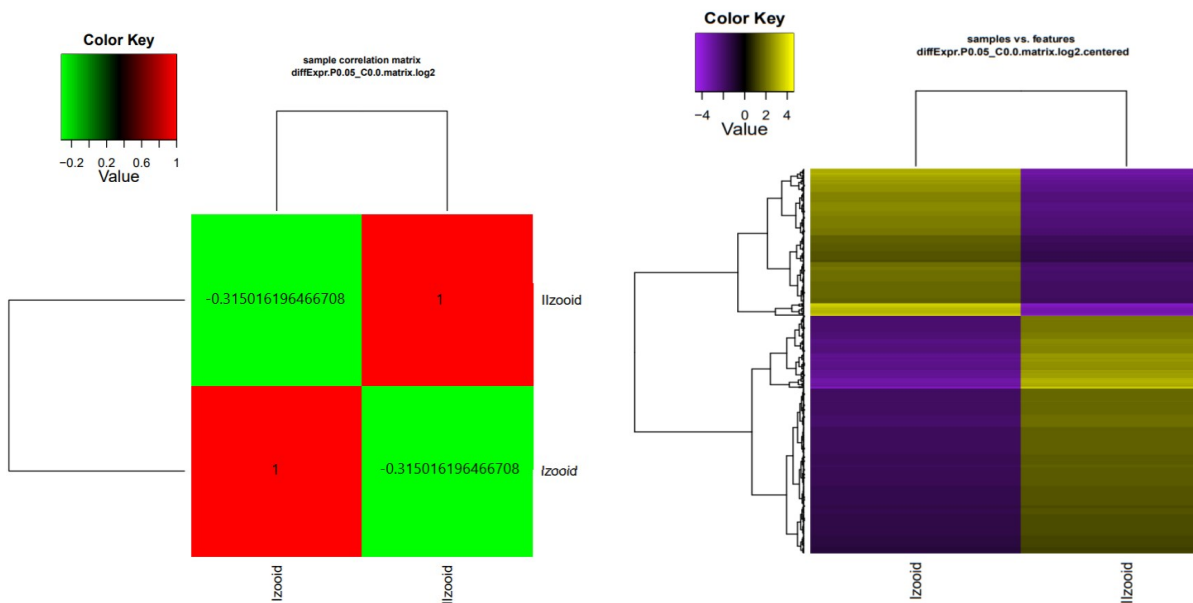 Color Key
−0.2 0.2 0.6 1
Value
sample correlation matrix
diffExpr.P0.05_C0.0.matrix.log2
-0.315016196466708 1
IIzooid
1 -0.315016196466708
Izooid
Izooid
IIzooid
Color Key
−4 0 2 4
Value
samples vs. features
diffExpr.P0.05_C0.0.matrix.log2.centered
Izooid
IIzooid